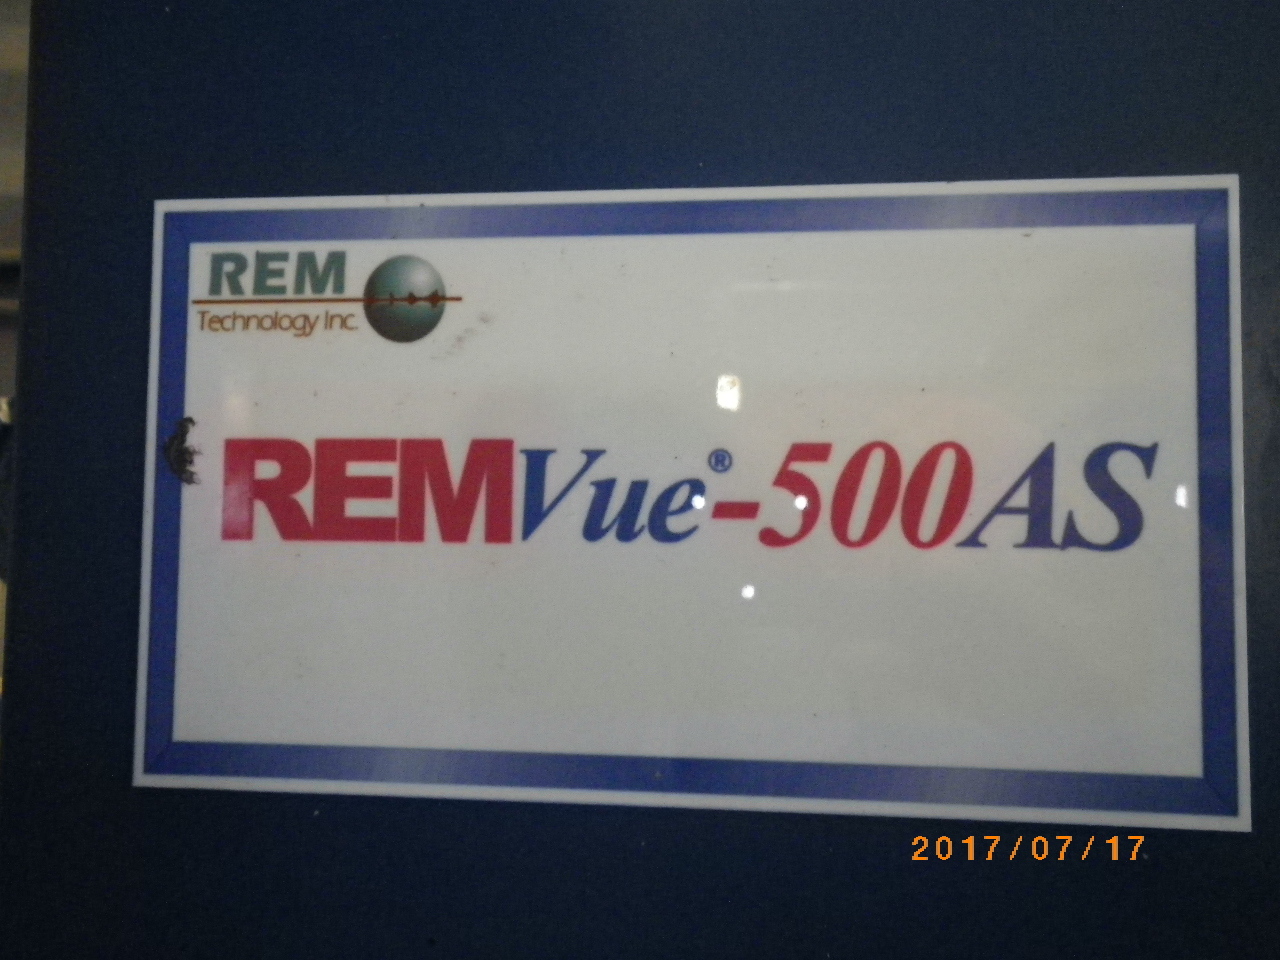 REM
Technology Inc.
REMVue®-500AS
2017/07/17